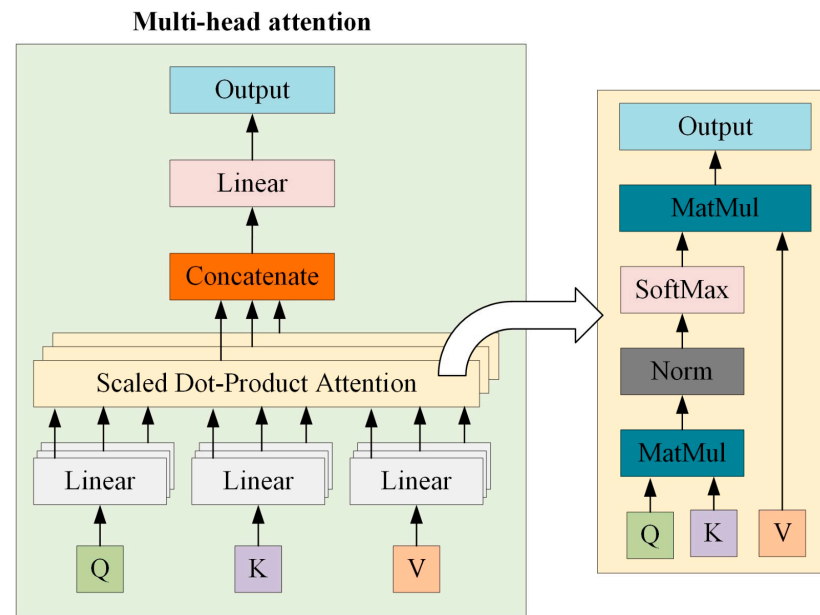 Multi-head attention
Output
Linear
Concatenate
Scaled Dot-Product Attention
Linear
Linear
Linear
Q
K
V
Output
MatMul
SoftMax
Norm
MatMul
Q
K
V